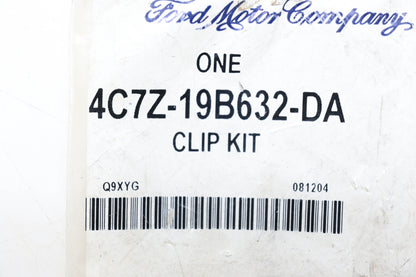 Ford Motor Company,
ONE
4C7Z-19B632-DA
CLIP KIT
Q9XYG 081204